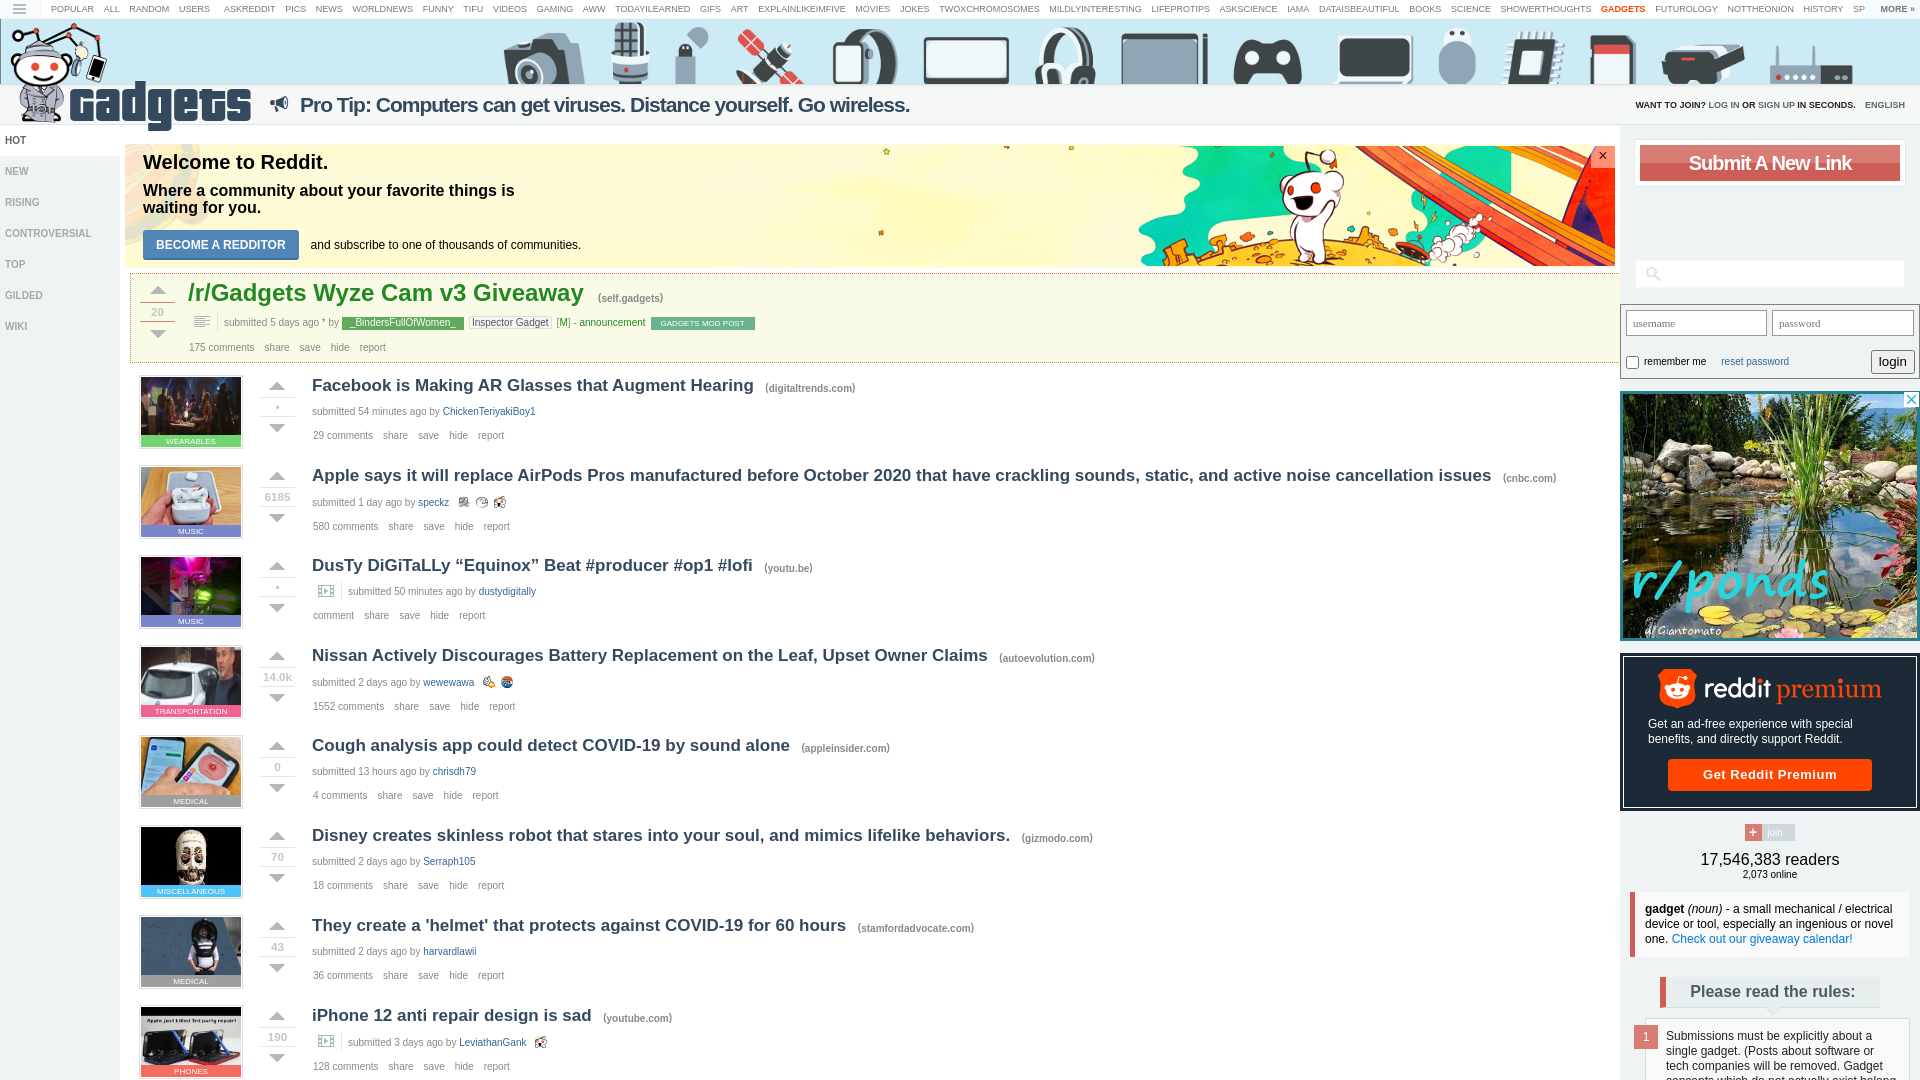 POPULAR ALL RANDOM USERS ASKREDDIT PICS NEWS WORLDNEWS FUNNY TIFU VIDEOS GAMING AWW TODAYILEARNED GIFS ART EXPLAINLIKEIMFIVE MOVIES JOKES TWOXCHROMOSOMES MILDLYINTERESTING LIFEPROTIPS ASKSCIENCE IAMA DATAISBEAUTIFUL BOOKS SCIENCE SHOWERTHOUGHTS GADGETS FUTUROLOGY NOTTHEONION HISTORY SP MORE »
Gadgets
Pro Tip: Computers can get viruses. Distance yourself. Go wireless.
WANT TO JOIN? LOG IN OR SIGN UP IN SECONDS. ENGLISH
HOT
NEW
RISING
CONTROVERSIAL
TOP
GILDED
WIKI
Welcome to Reddit.
Where a community about your favorite things is
waiting for you.
BECOME A REDDITOR and subscribe to one of thousands of communities.
×
20
/r/Gadgets Wyze Cam v3 Giveaway (self.gadgets)
submitted 5 days ago * by _BindersFullOfWomen_ Inspector Gadget [M] - announcement GADGETS MOD POST
175 comments share save hide report
WEARABLES
•
Facebook is Making AR Glasses that Augment Hearing (digitaltrends.com)
submitted 54 minutes ago by ChickenTeriyakiBoy1
29 comments share save hide report
MUSIC
6185
Apple says it will replace AirPods Pros manufactured before October 2020 that have crackling sounds, static, and active noise cancellation issues (cnbc.com)
submitted 1 day ago by speckz
580 comments share save hide report
MUSIC
•
DusTy DiGiTaLLy “Equinox” Beat #producer #op1 #lofi (youtu.be)
submitted 50 minutes ago by dustydigitally
comment share save hide report
TRANSPORTATION
14.0k
Nissan Actively Discourages Battery Replacement on the Leaf, Upset Owner Claims (autoevolution.com)
submitted 2 days ago by wewewawa
1552 comments share save hide report
MEDICAL
0
Cough analysis app could detect COVID-19 by sound alone (appleinsider.com)
submitted 13 hours ago by chrisdh79
4 comments share save hide report
MISCELLANEOUS
70
Disney creates skinless robot that stares into your soul, and mimics lifelike behaviors. (gizmodo.com)
submitted 2 days ago by Serraph105
18 comments share save hide report
MEDICAL
43
They create a 'helmet' that protects against COVID-19 for 60 hours (stamfordadvocate.com)
submitted 2 days ago by harvardlawii
36 comments share save hide report
Apple just killed 3rd party repair!
PHONES
190
iPhone 12 anti repair design is sad (youtube.com)
submitted 3 days ago by LeviathanGank
128 comments share save hide report
Submit A New Link
username password
remember me reset password login
r/ponds
u/Giantomato
reddit premium
Get an ad-free experience with special
benefits, and directly support Reddit.
Get Reddit Premium
+ join
17,546,383 readers
2,073 online
gadget (noun) - a small mechanical / electrical
device or tool, especially an ingenious or novel
one. Check out our giveaway calendar!
Please read the rules:
1 Submissions must be explicitly about a
single gadget. (Posts about software or
tech companies will be removed. Gadget
concepts which do not actually exist belong